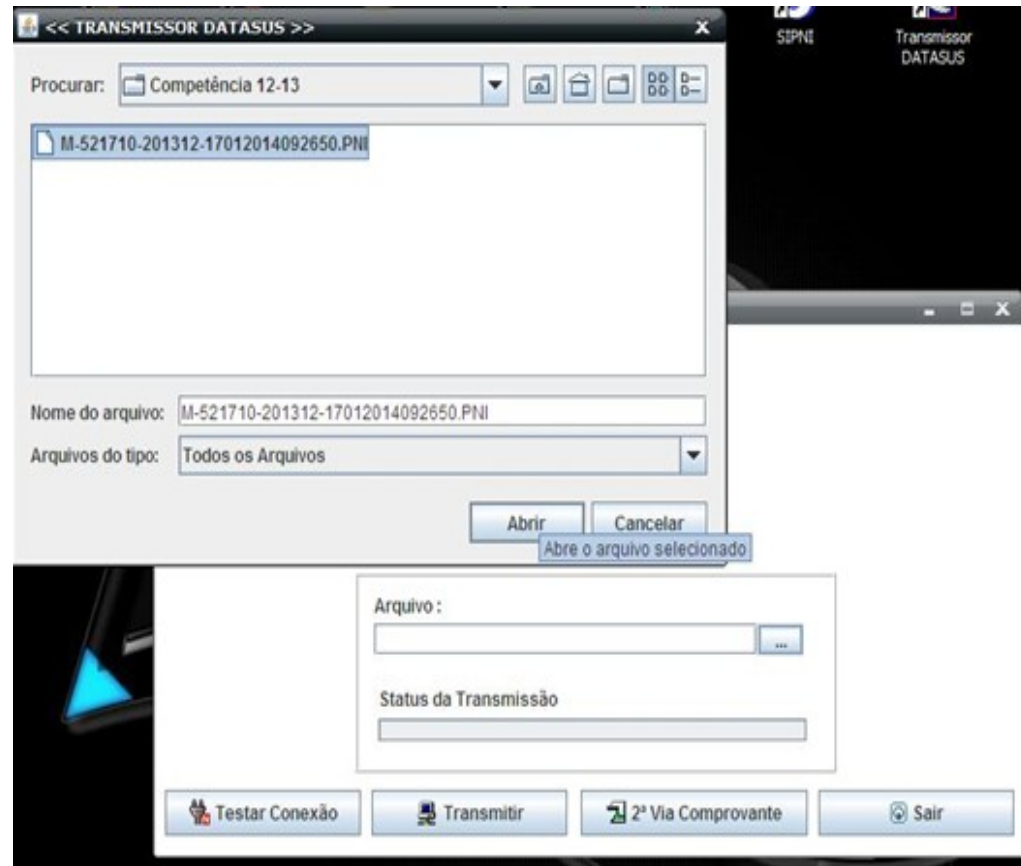 << TRANSMISSOR DATASUS >>
SIPNI
Transmissor
DATASUS
Procurar: Competência 12-13
M-521710-201312-17012014092650.PNI
Nome do arquivo: M-521710-201312-17012014092650.PNI
Arquivos do tipo: Todos os Arquivos
Abrir Cancelar
Abre o arquivo selecionado
Arquivo :
...
Status da Transmissão
Testar Conexão Transmitir 2ª Via Comprovante Sair